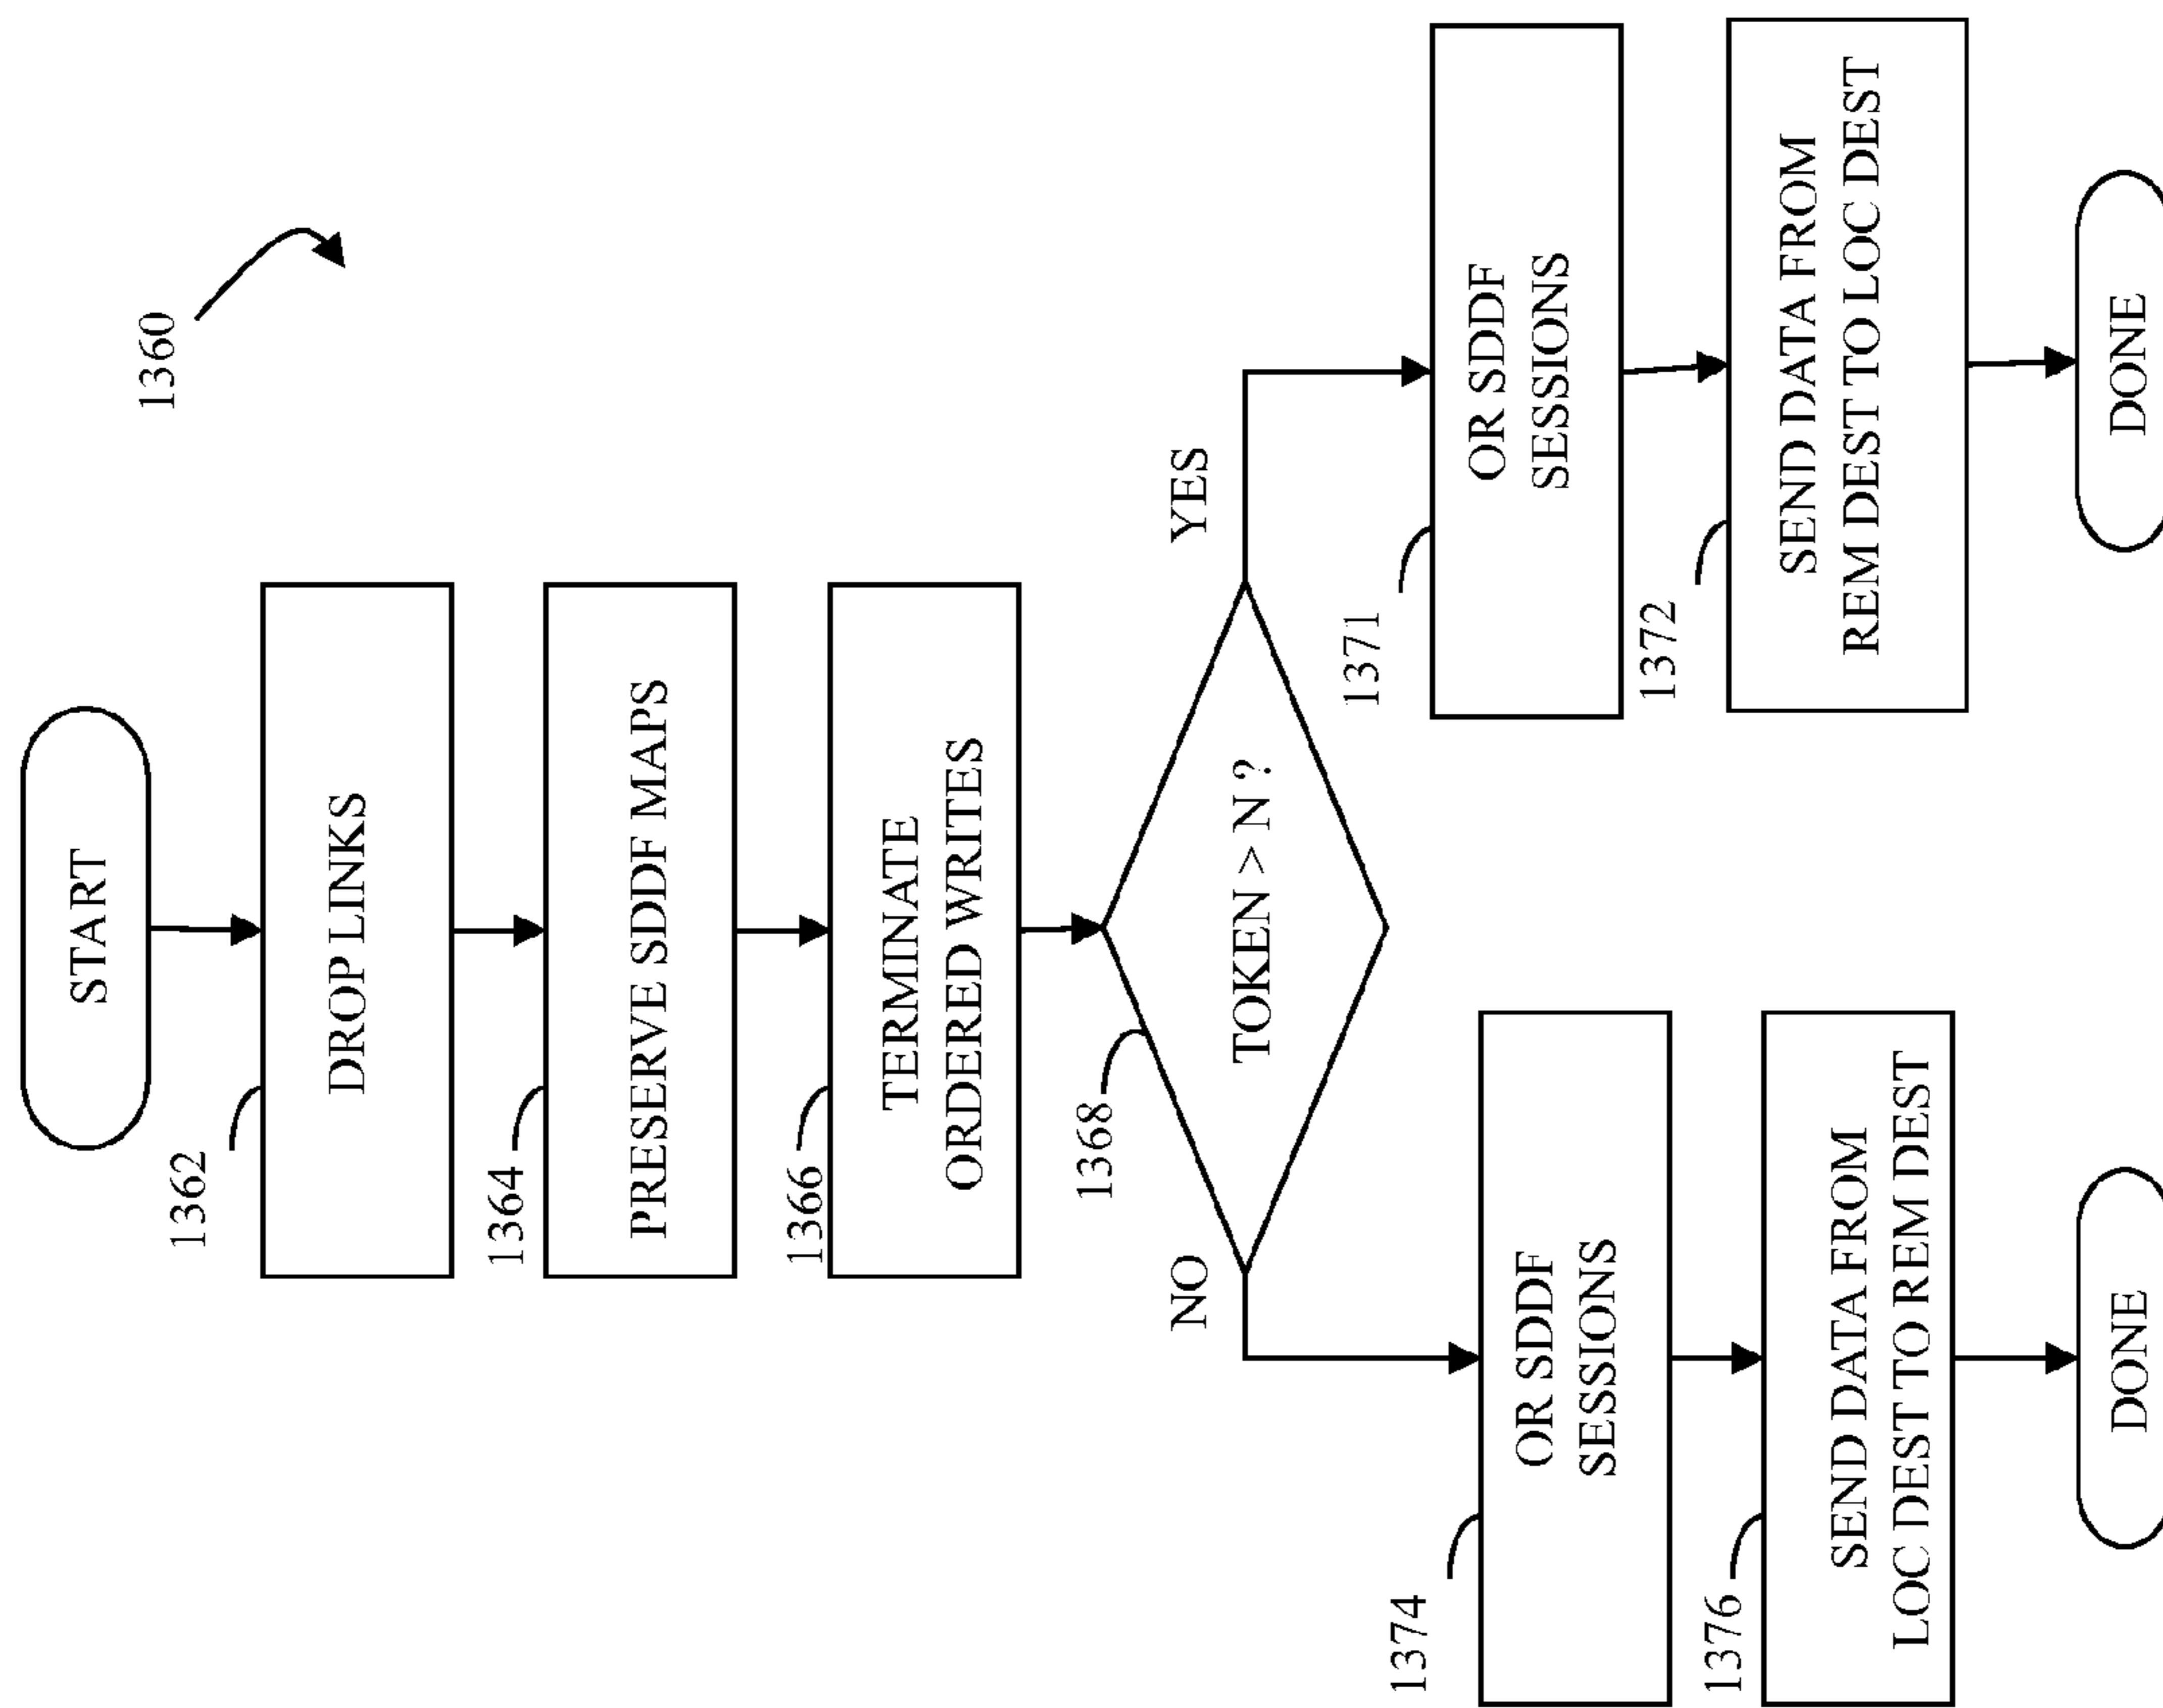 1360
START
1362
DROP LINKS
1364
PRESERVE SDDF MAPS
1366
TERMINATE
ORDERED WRITES
1368
TOKEN > N ?
NO
YES
1374
OR SDDF
SESSIONS
1376
SEND DATA FROM
LOC DEST TO REM DEST
DONE
1371
OR SDDF
SESSIONS
1372
SEND DATA FROM
REM DEST TO LOC DEST
DONE